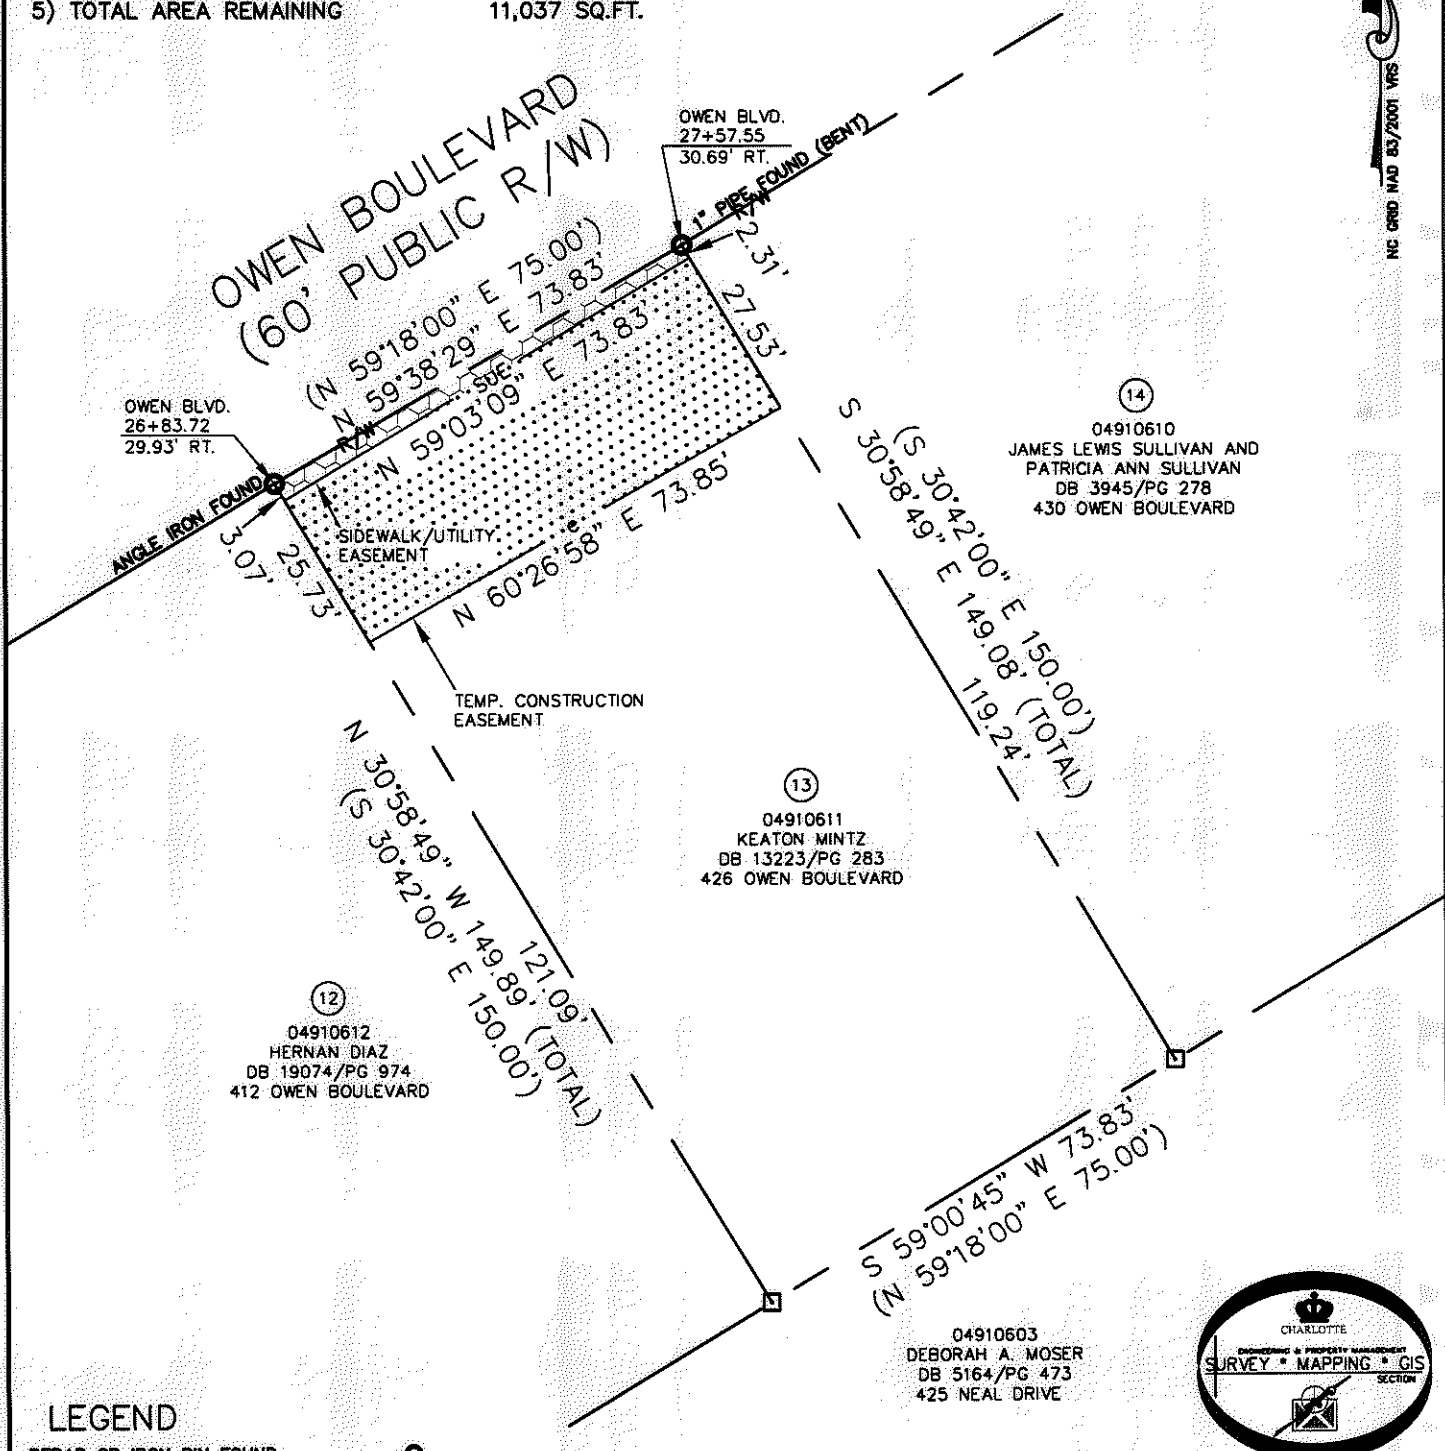 5) TOTAL AREA REMAINING 11,037 SQ.FT.
NC GRID NAD 83/2001 VRS
OWEN BOULEVARD
(60' PUBLIC R/W)
OWEN BLVD.
27+57.55
30.69' RT.
1" PIPE FOUND (BENT)
R/W
2.31'
27.53'
(N 59°18'00" E 75.00')
N 59°38'29" E 73.83'
SUE
R/W
N 59°03'09" E 73.83'
OWEN BLVD.
26+83.72
29.93' RT.
ANGLE IRON FOUND
3.07'
25.73'
SIDEWALK/UTILITY
EASEMENT
N 60°26'58" E 73.85'
TEMP. CONSTRUCTION
EASEMENT
14
04910610
JAMES LEWIS SULLIVAN AND
PATRICIA ANN SULLIVAN
DB 3945/PG 278
430 OWEN BOULEVARD
(S 30°42'00" E 150.00')
S 30°58'49" E 149.08' (TOTAL)
119.24'
13
04910611
KEATON MINTZ
DB 13223/PG 283
426 OWEN BOULEVARD
121.09'
N 30°58'49" W 149.89' (TOTAL)
(S 30°42'00" E 150.00')
12
04910612
HERNAN DIAZ
DB 19074/PG 974
412 OWEN BOULEVARD
S 59°00'45" W 73.83'
(N 59°18'00" E 75.00')
04910603
DEBORAH A. MOSER
DB 5164/PG 473
425 NEAL DRIVE
CHARLOTTE
ENGINEERING & PROPERTY MANAGEMENT
SURVEY * MAPPING * GIS
SECTION
LEGEND
REBAR OR IRON PIN FOUND